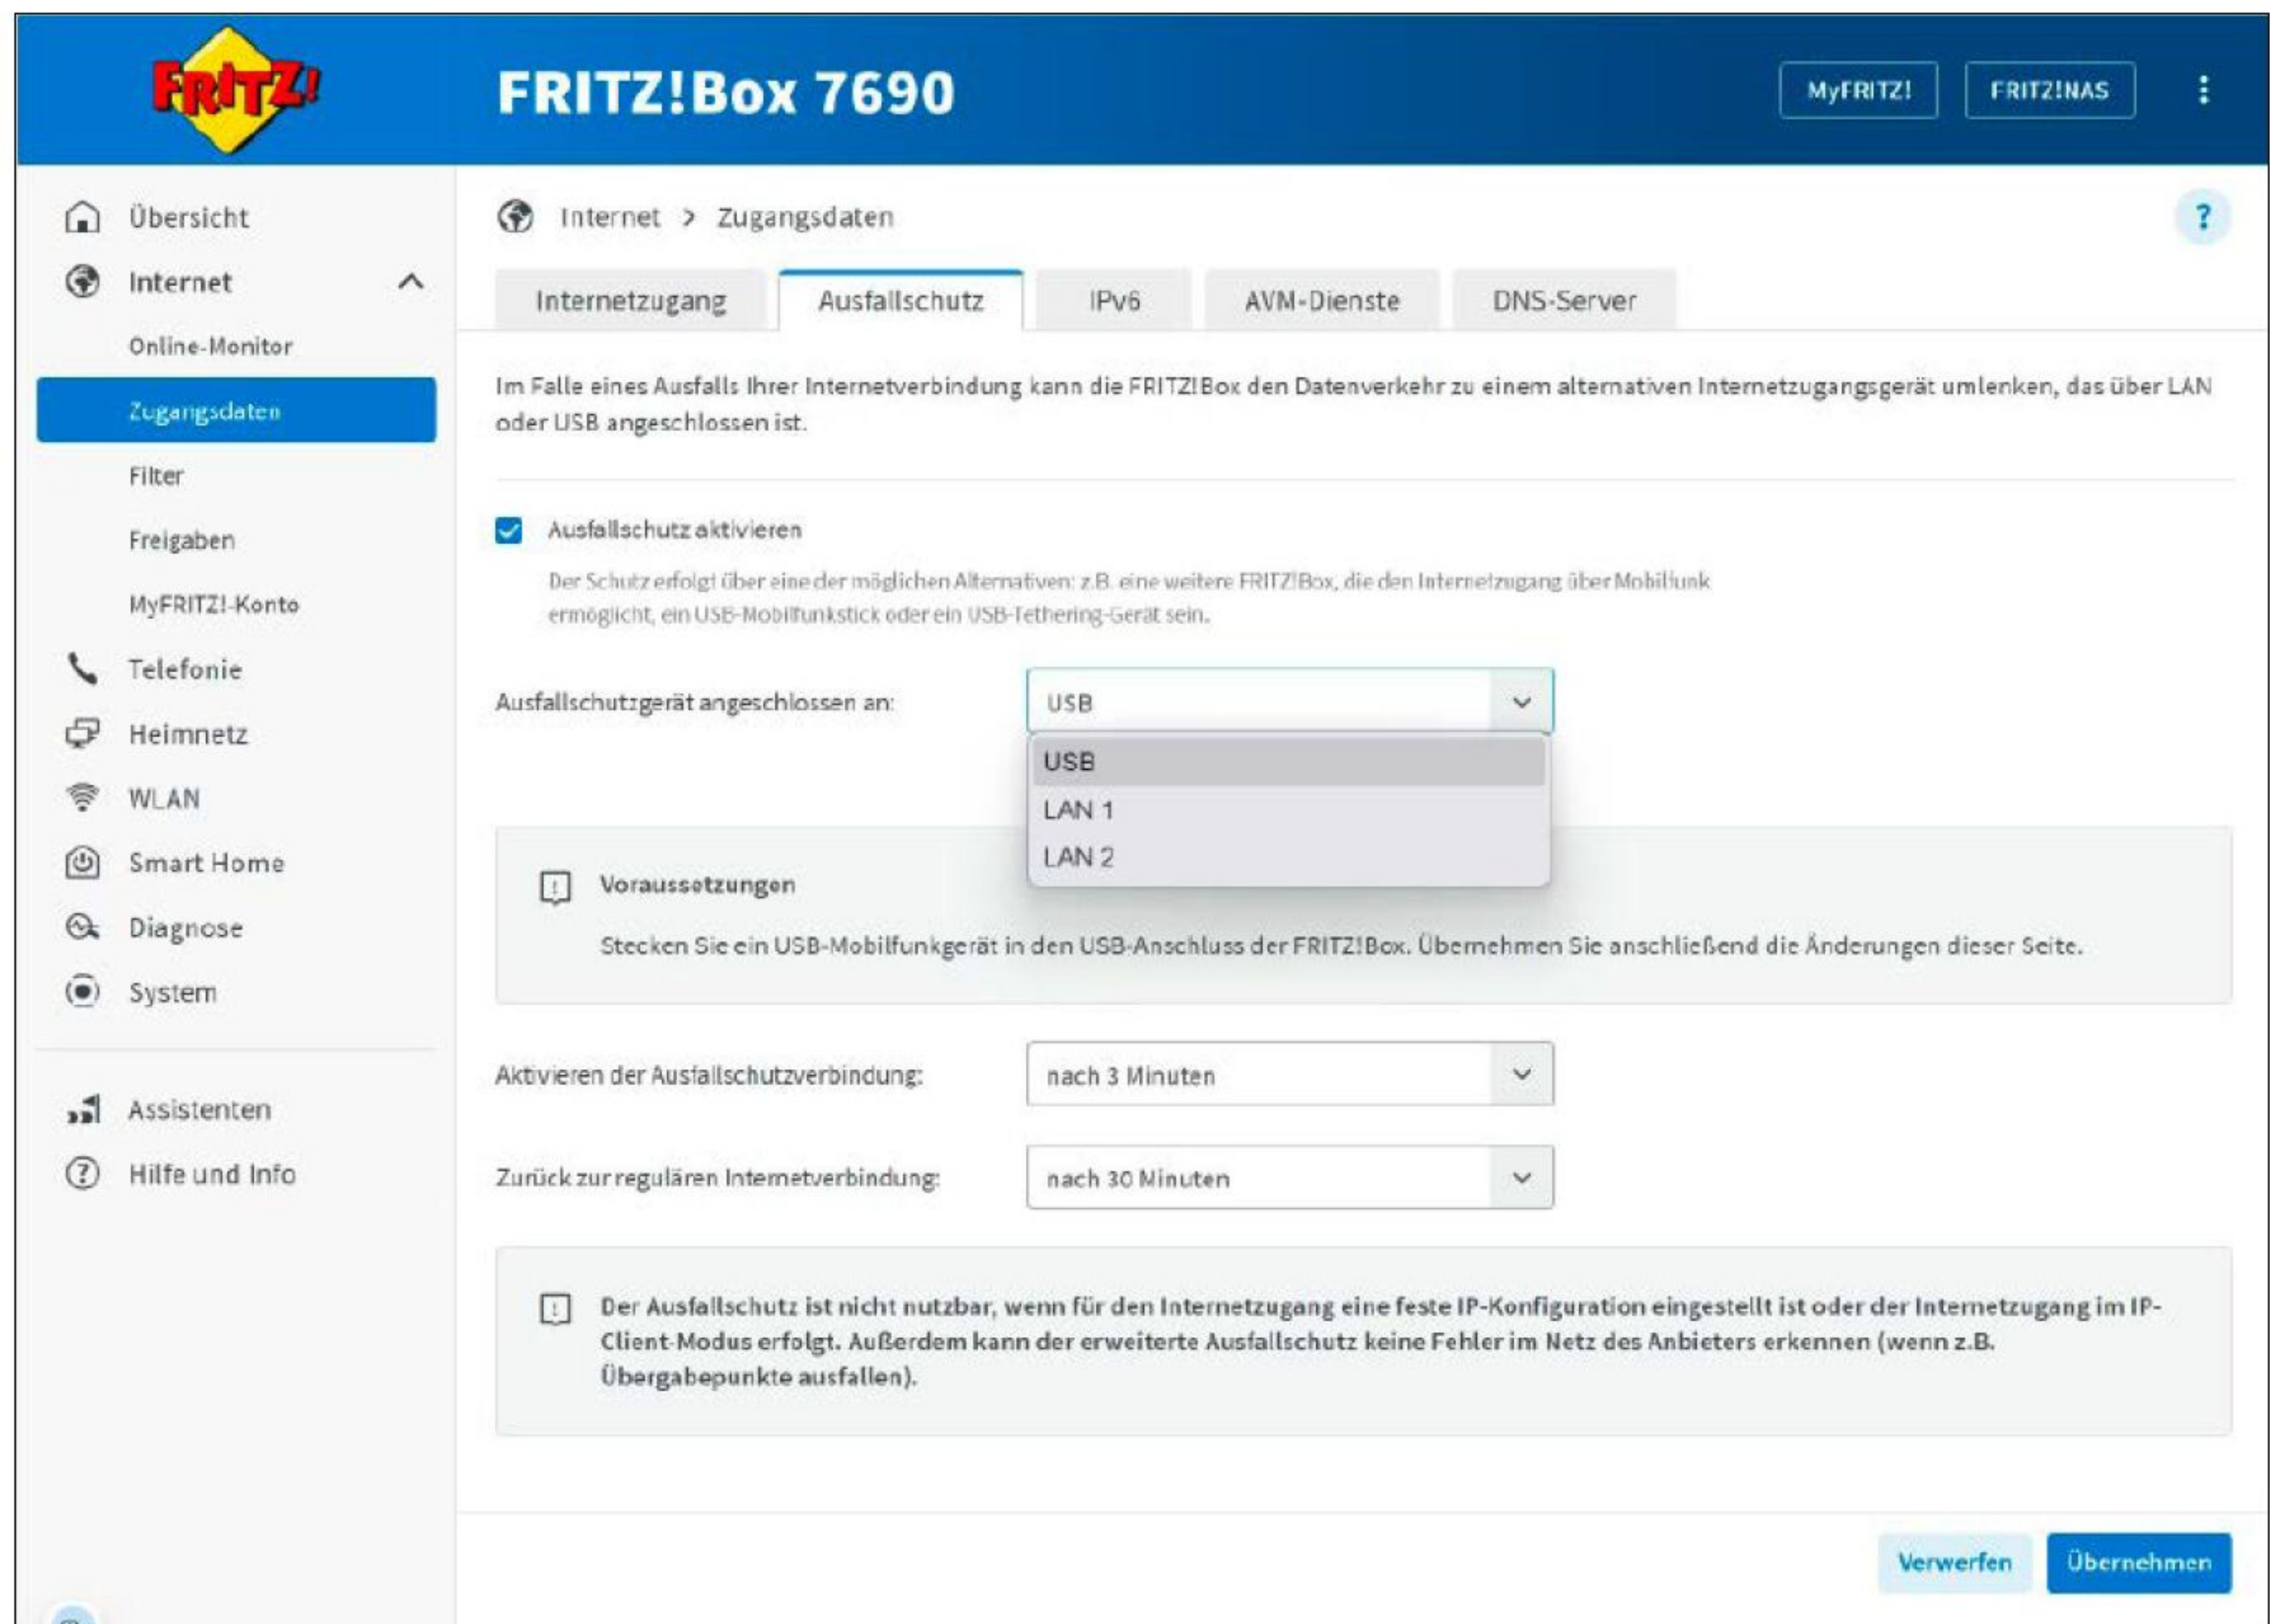 FRITZ!
FRITZ!Box 7690
MyFRITZ!
FRITZ!NAS
Übersicht
Internet
Online-Monitor
Zugangsdaten
Filter
Freigaben
MyFRITZ!-Konto
Telefonie
Heimnetz
WLAN
Smart Home
Diagnose
System
Assistenten
Hilfe und Info
Internet > Zugangsdaten
?
Internetzugang
Ausfallschutz
IPv6
AVM-Dienste
DNS-Server
Im Falle eines Ausfalls Ihrer Internetverbindung kann die FRITZ!Box den Datenverkehr zu einem alternativen Internetzugangsgerät umlenken, das über LAN
oder USB angeschlossen ist.
Ausfallschutz aktivieren
Der Schutz erfolgt über eine der möglichen Alternativen: z.B. eine weitere FRITZ!Box, die den Internetzugang über Mobilfunk
ermöglicht, ein USB-Mobilfunkstick oder ein USB-Tethering-Gerät sein.
Ausfallschutzgerät angeschlossen an:
USB
USB
LAN 1
LAN 2
Voraussetzungen
Stecken Sie ein USB-Mobilfunkgerät in den USB-Anschluss der FRITZ!Box. Übernehmen Sie anschließend die Änderungen dieser Seite.
Aktivieren der Ausfallschutzverbindung:
nach 3 Minuten
Zurück zur regulären Internetverbindung:
nach 30 Minuten
Der Ausfallschutz ist nicht nutzbar, wenn für den Internetzugang eine feste IP-Konfiguration eingestellt ist oder der Internetzugang im IP-
Client-Modus erfolgt. Außerdem kann der erweiterte Ausfallschutz keine Fehler im Netz des Anbieters erkennen (wenn z.B.
Übergabepunkte ausfallen).
Verwerfen
Übernehmen